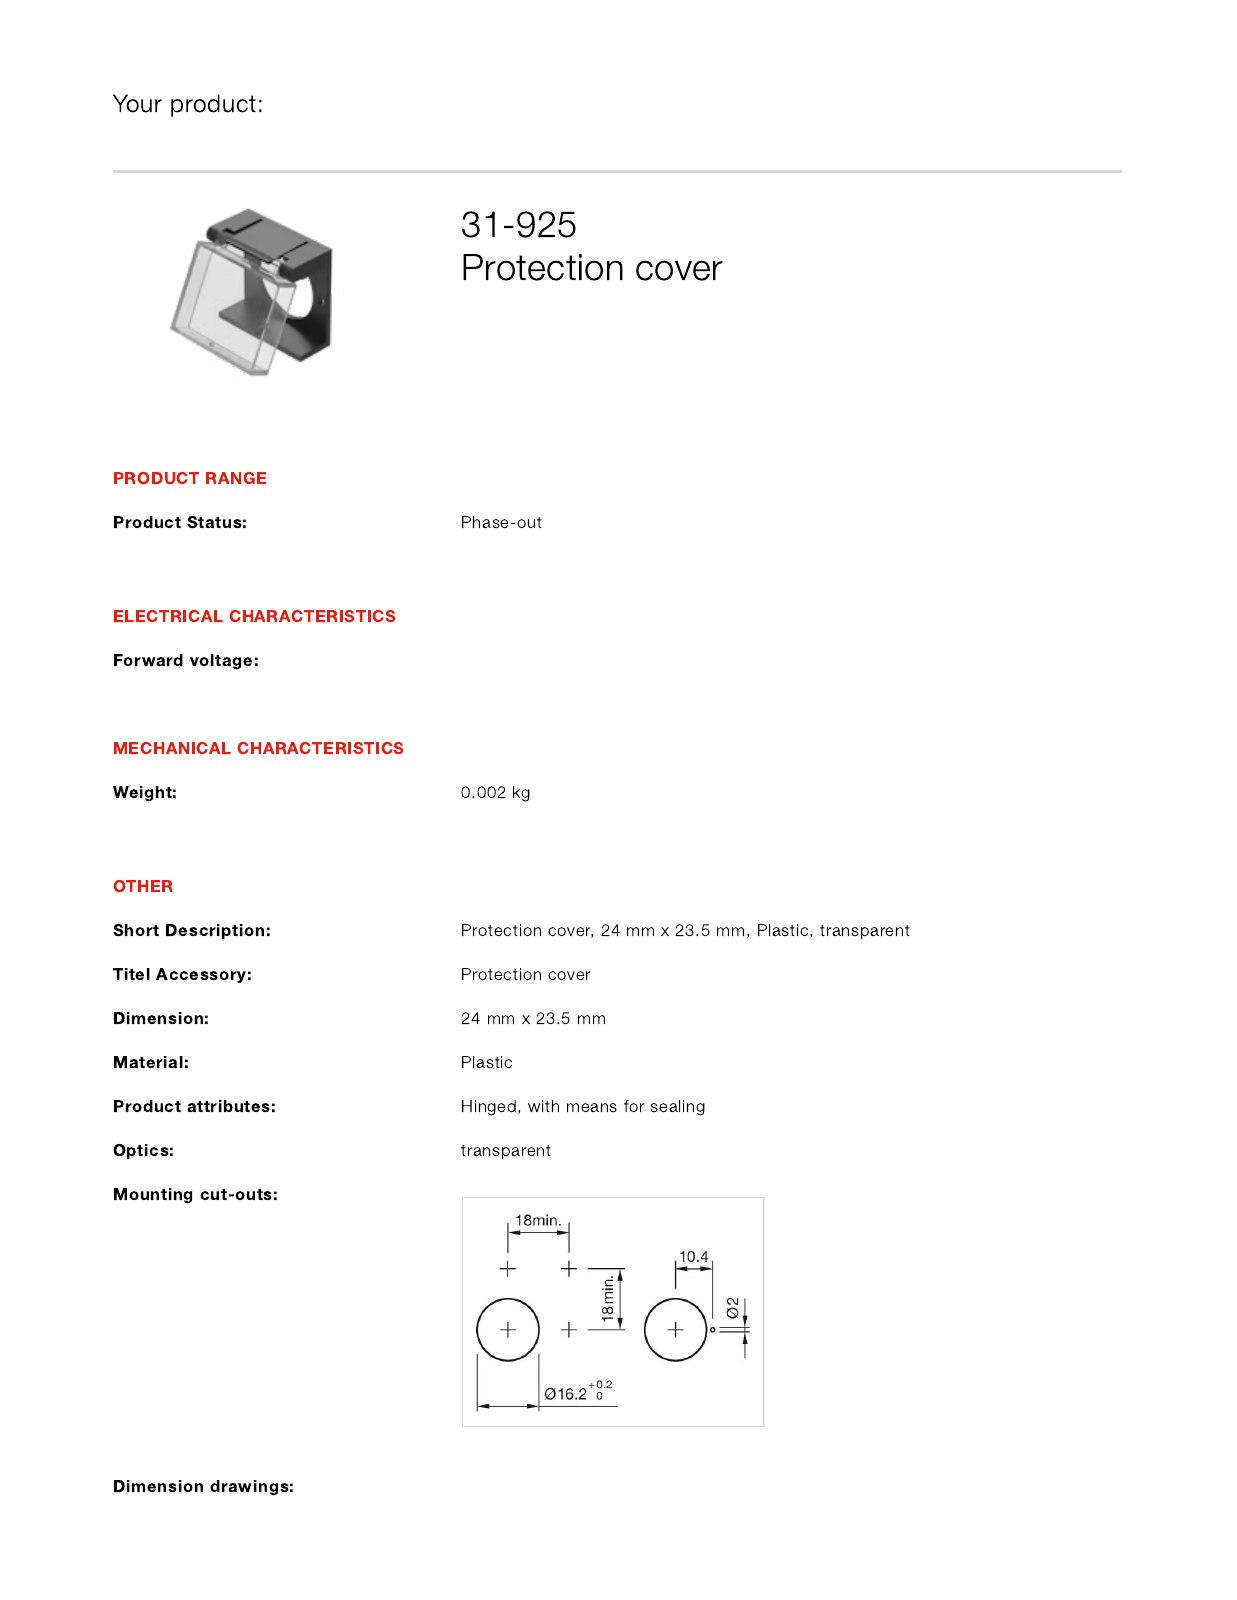 Your product:
31-925
Protection cover
PRODUCT RANGE
Product Status: Phase-out
ELECTRICAL CHARACTERISTICS
Forward voltage:
MECHANICAL CHARACTERISTICS
Weight: 0.002 kg
OTHER
Short Description: Protection cover, 24 mm x 23.5 mm, Plastic, transparent
Titel Accessory: Protection cover
Dimension: 24 mm x 23.5 mm
Material: Plastic
Product attributes: Hinged, with means for sealing
Optics: transparent
Mounting cut-outs:
18min.
10.4
18min.
Ø2
Ø16.2 +0.2 0
Dimension drawings: